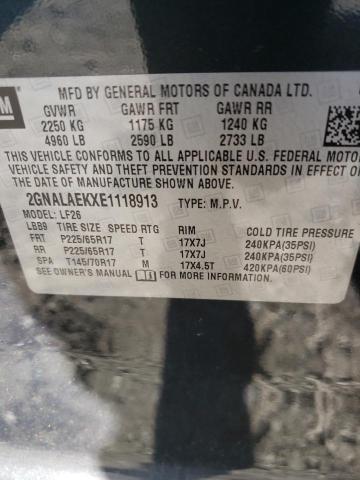 GM
MFD BY GENERAL MOTORS OF CANADA LTD.
GVWR GAWR FRT GAWR RR
2250 KG 1175 KG 1240 KG
4960 LB 2590 LB 2733 LB
THIS VEHICLE CONFORMS TO ALL APPLICABLE U.S. FEDERAL MOTOR
VEHICLE SAFETY, BUMPER, AND THEFT PREVENTION STANDARDS IN EFFECT
ON THE DATE OF MANUFACTURE SHOWN ABOVE.
2GNALAEKXE1118913 TYPE: M.P.V.
MODEL: LF26
LBB9 TIRE SIZE SPEED RTG RIM COLD TIRE PRESSURE
FRT P225/65R17 T 17X7J 240KPA(35PSI)
RR P225/65R17 T 17X7J 240KPA(35PSI)
SPA T145/70R17 M 17X4.5T 420KPA(60PSI)
SEE OWNER'S MANUAL FOR MORE INFORMATION.